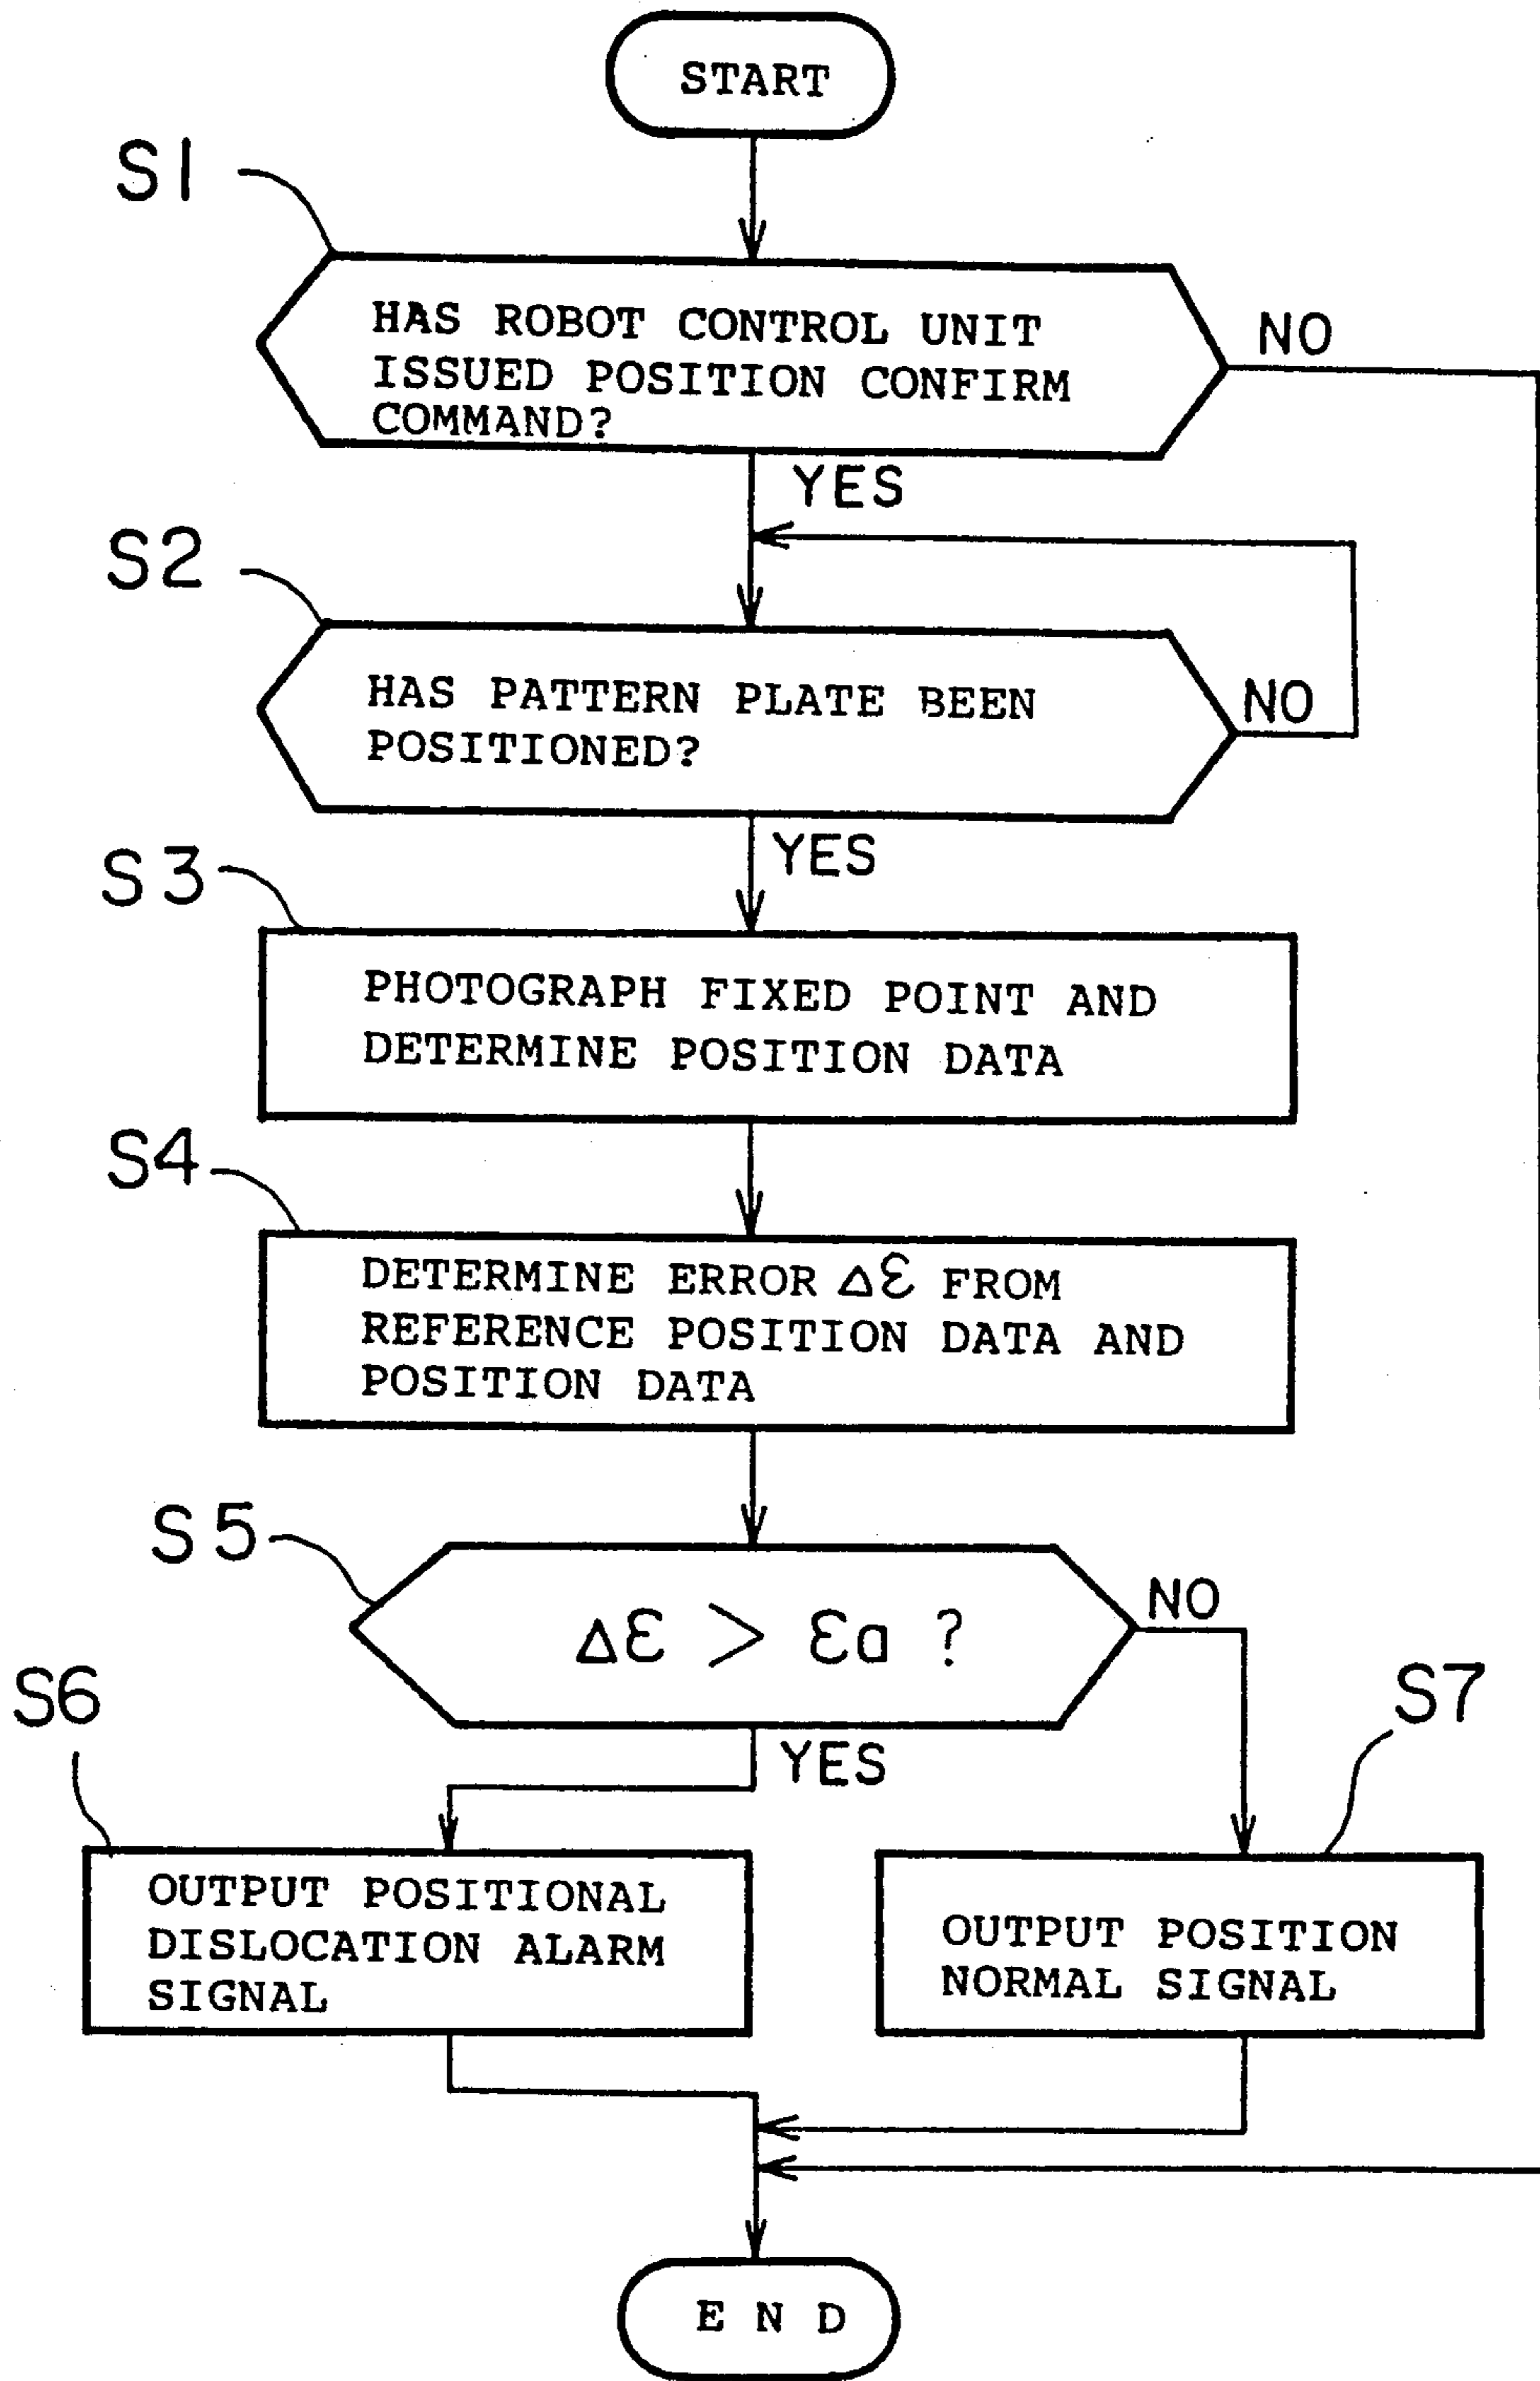 START
S1
HAS ROBOT CONTROL UNIT
ISSUED POSITION CONFIRM
COMMAND?
NO
YES
S2
HAS PATTERN PLATE BEEN
POSITIONED?
NO
YES
S3
PHOTOGRAPH FIXED POINT AND
DETERMINE POSITION DATA
S4
DETERMINE ERROR Δε FROM
REFERENCE POSITION DATA AND
POSITION DATA
S5
Δε > εa ?
NO
YES
S6
OUTPUT POSITIONAL
DISLOCATION ALARM
SIGNAL
S7
OUTPUT POSITION
NORMAL SIGNAL
END